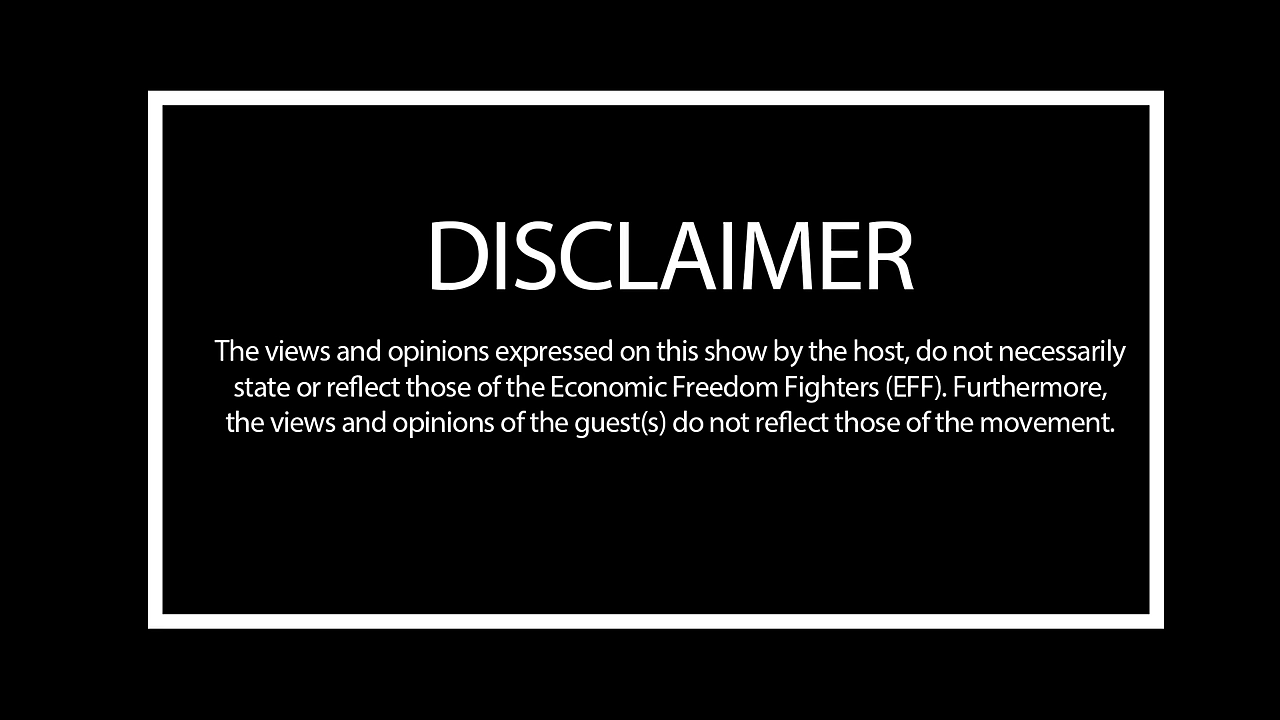 DISCLAIMER
The views and opinions expressed on this show by the host, do not necessarily
state or reflect those of the Economic Freedom Fighters (EFF). Furthermore,
the views and opinions of the guest(s) do not reflect those of the movement.